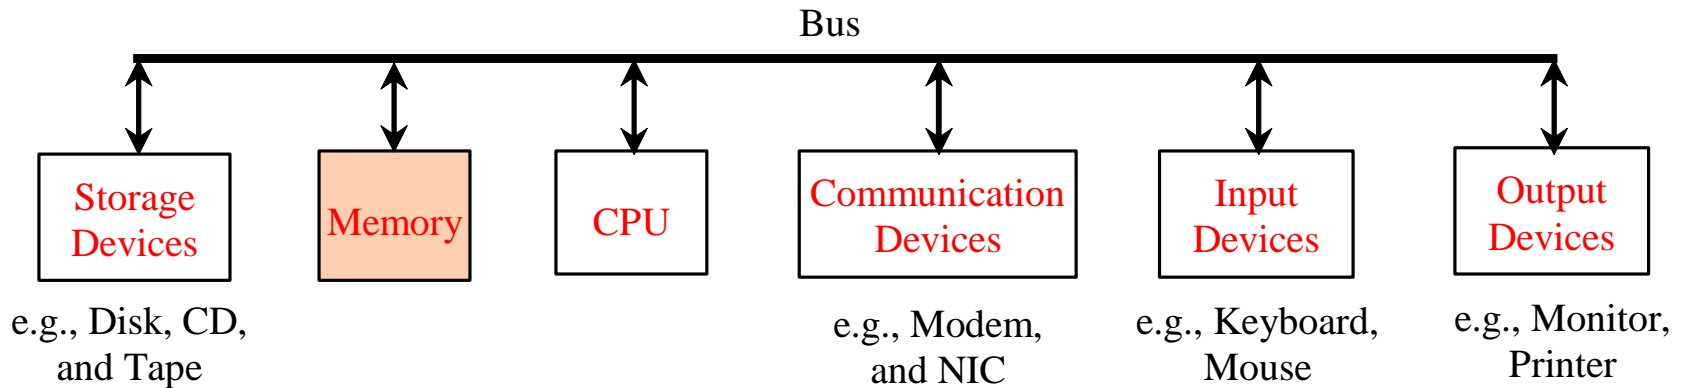 Bus
Storage
Devices
Memory
CPU
Communication
Devices
Input
Devices
Output
Devices
e.g., Disk, CD,
and Tape
e.g., Modem,
and NIC
e.g., Keyboard,
Mouse
e.g., Monitor,
Printer